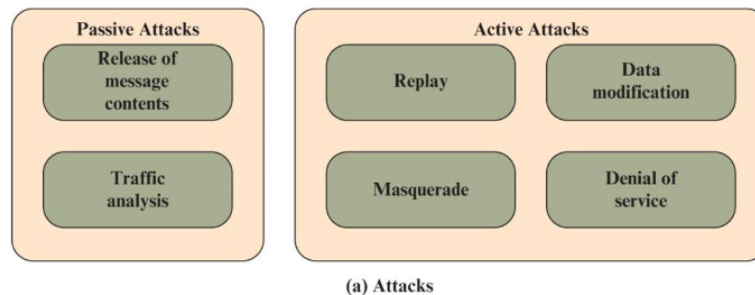 Passive Attacks
Release of
message
contents
Traffic
analysis
Active Attacks
Replay
Data
modification
Masquerade
Denial of
service
(a) Attacks